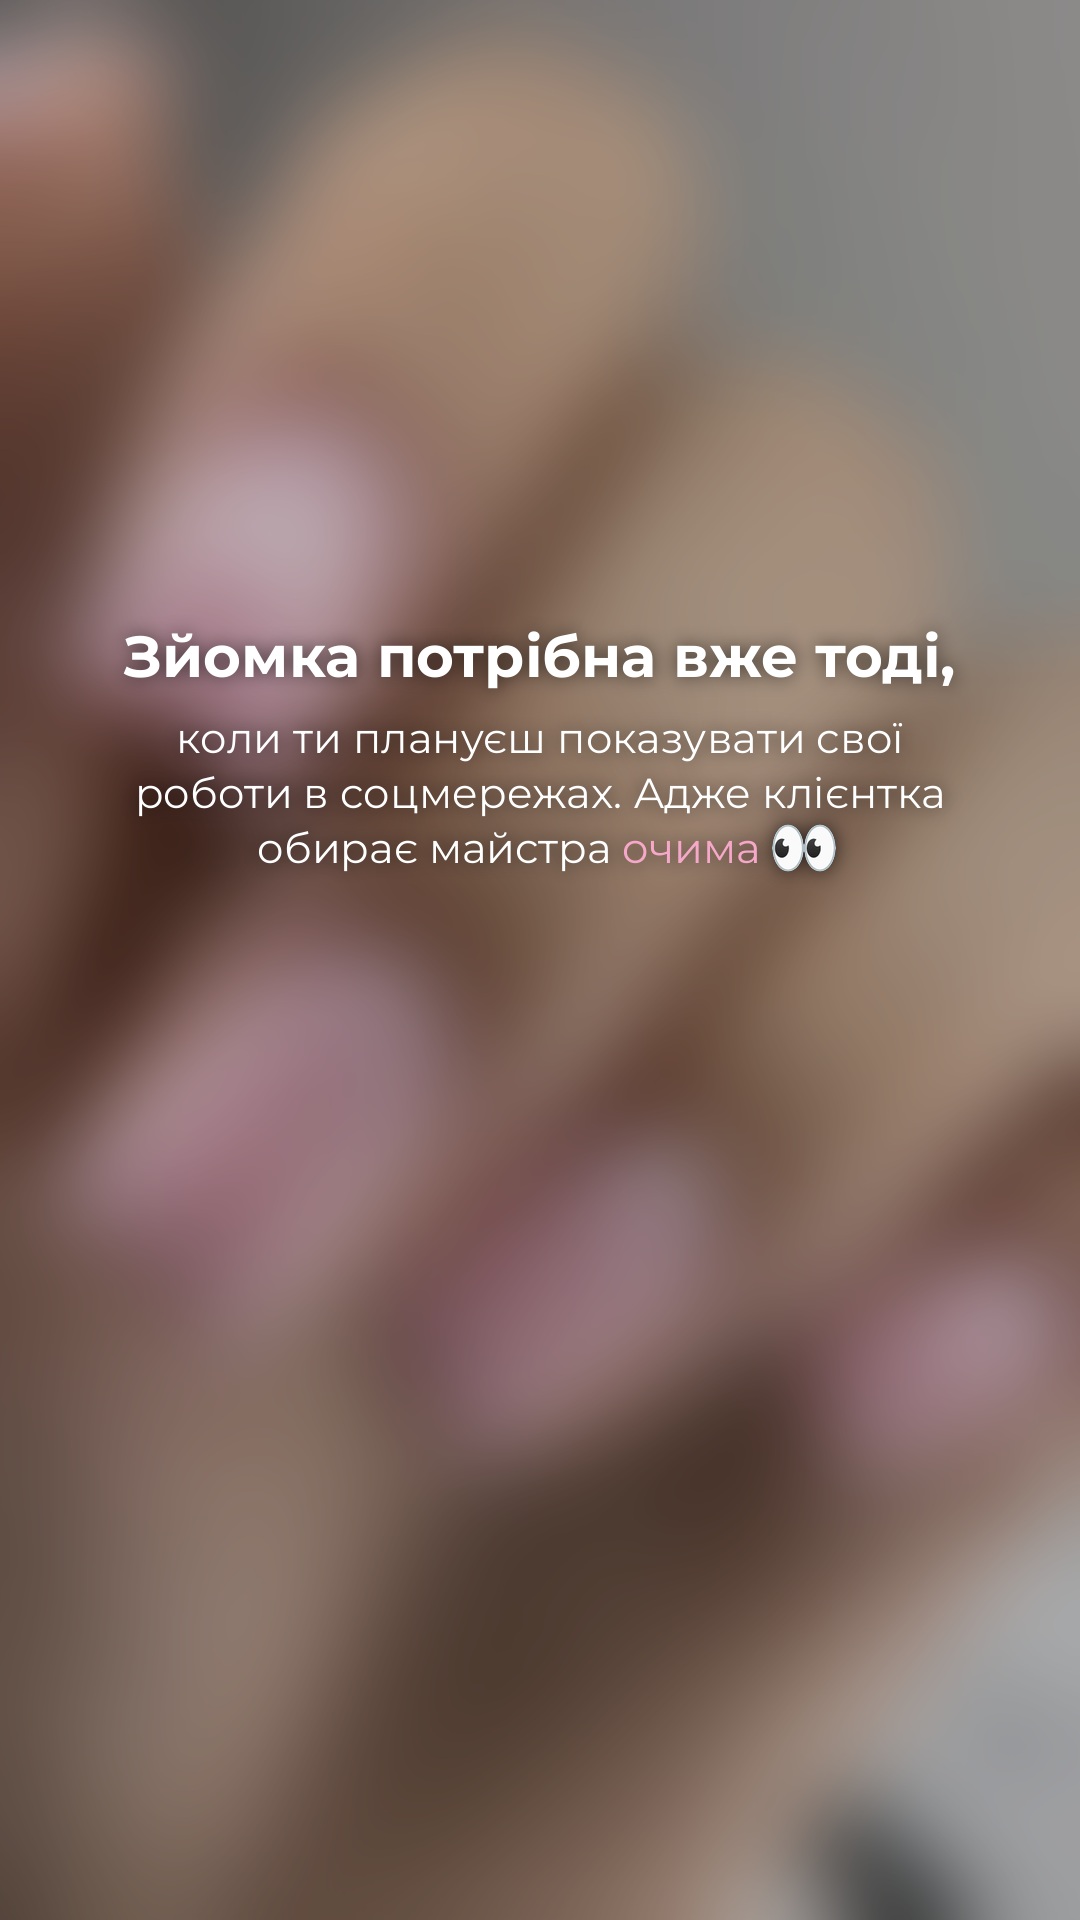 Зйомка потрібна вже тоді,
коли ти плануєш показувати свої
роботи в соцмережах. Адже клієнтка
обирає майстра очима 👀